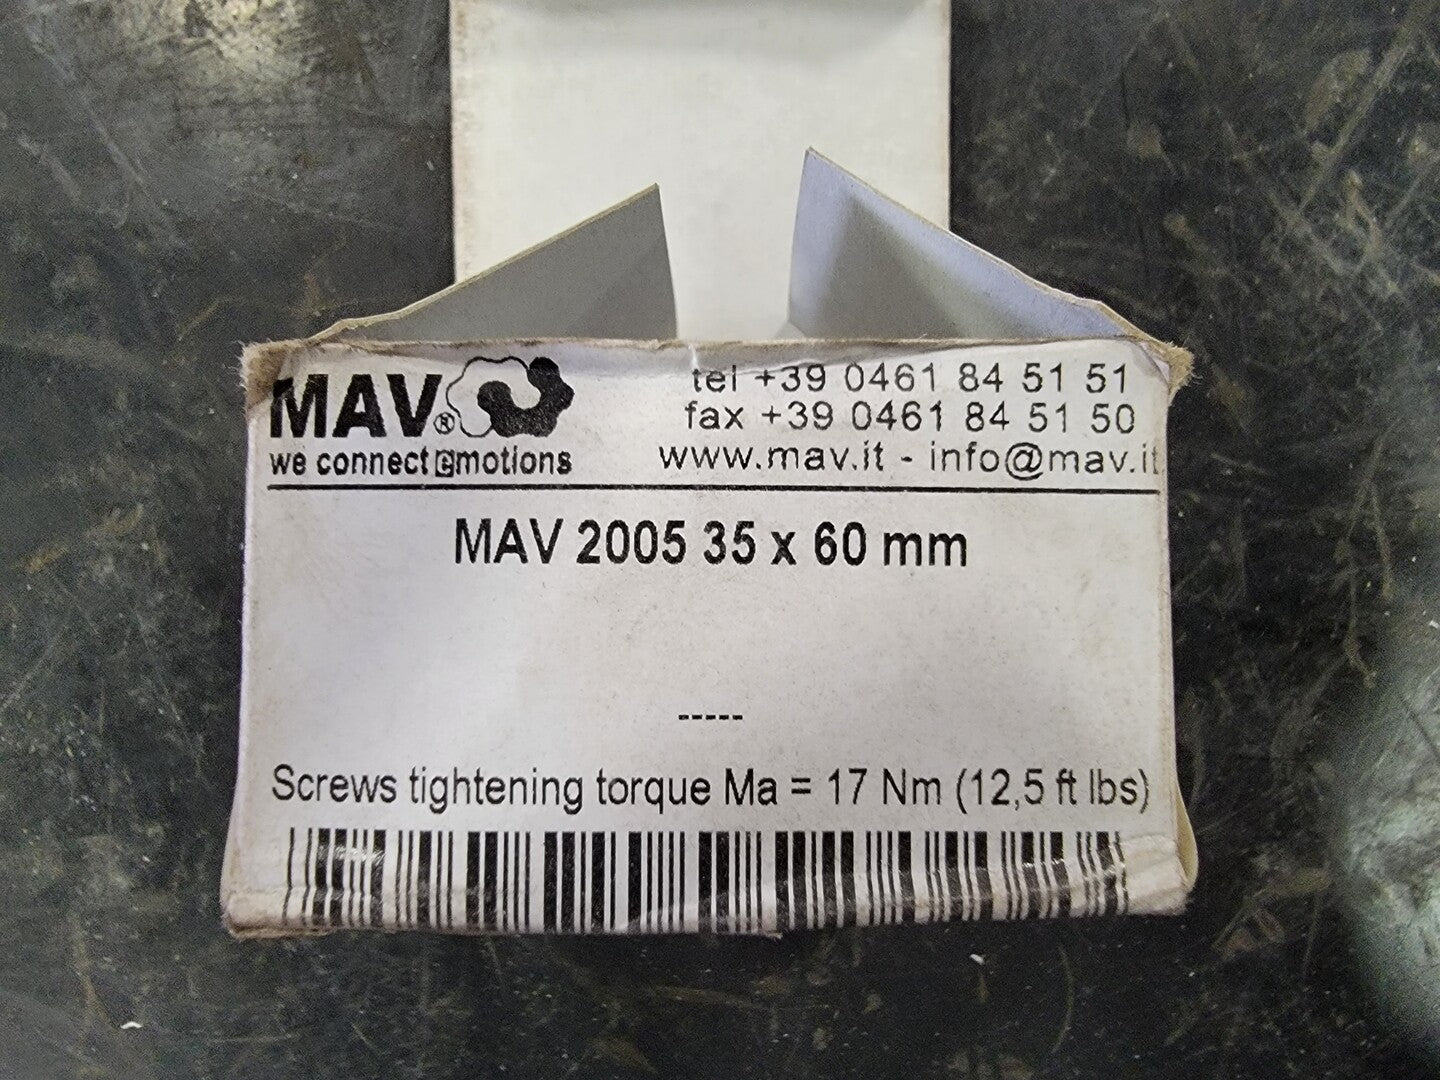 MAV®
we connect emotions
tel +39 0461 84 51 51
fax +39 0461 84 51 50
www.mav.it - info@mav.it
MAV 2005 35 x 60 mm
-----
Screws tightening torque Ma = 17 Nm (12,5 ft lbs)